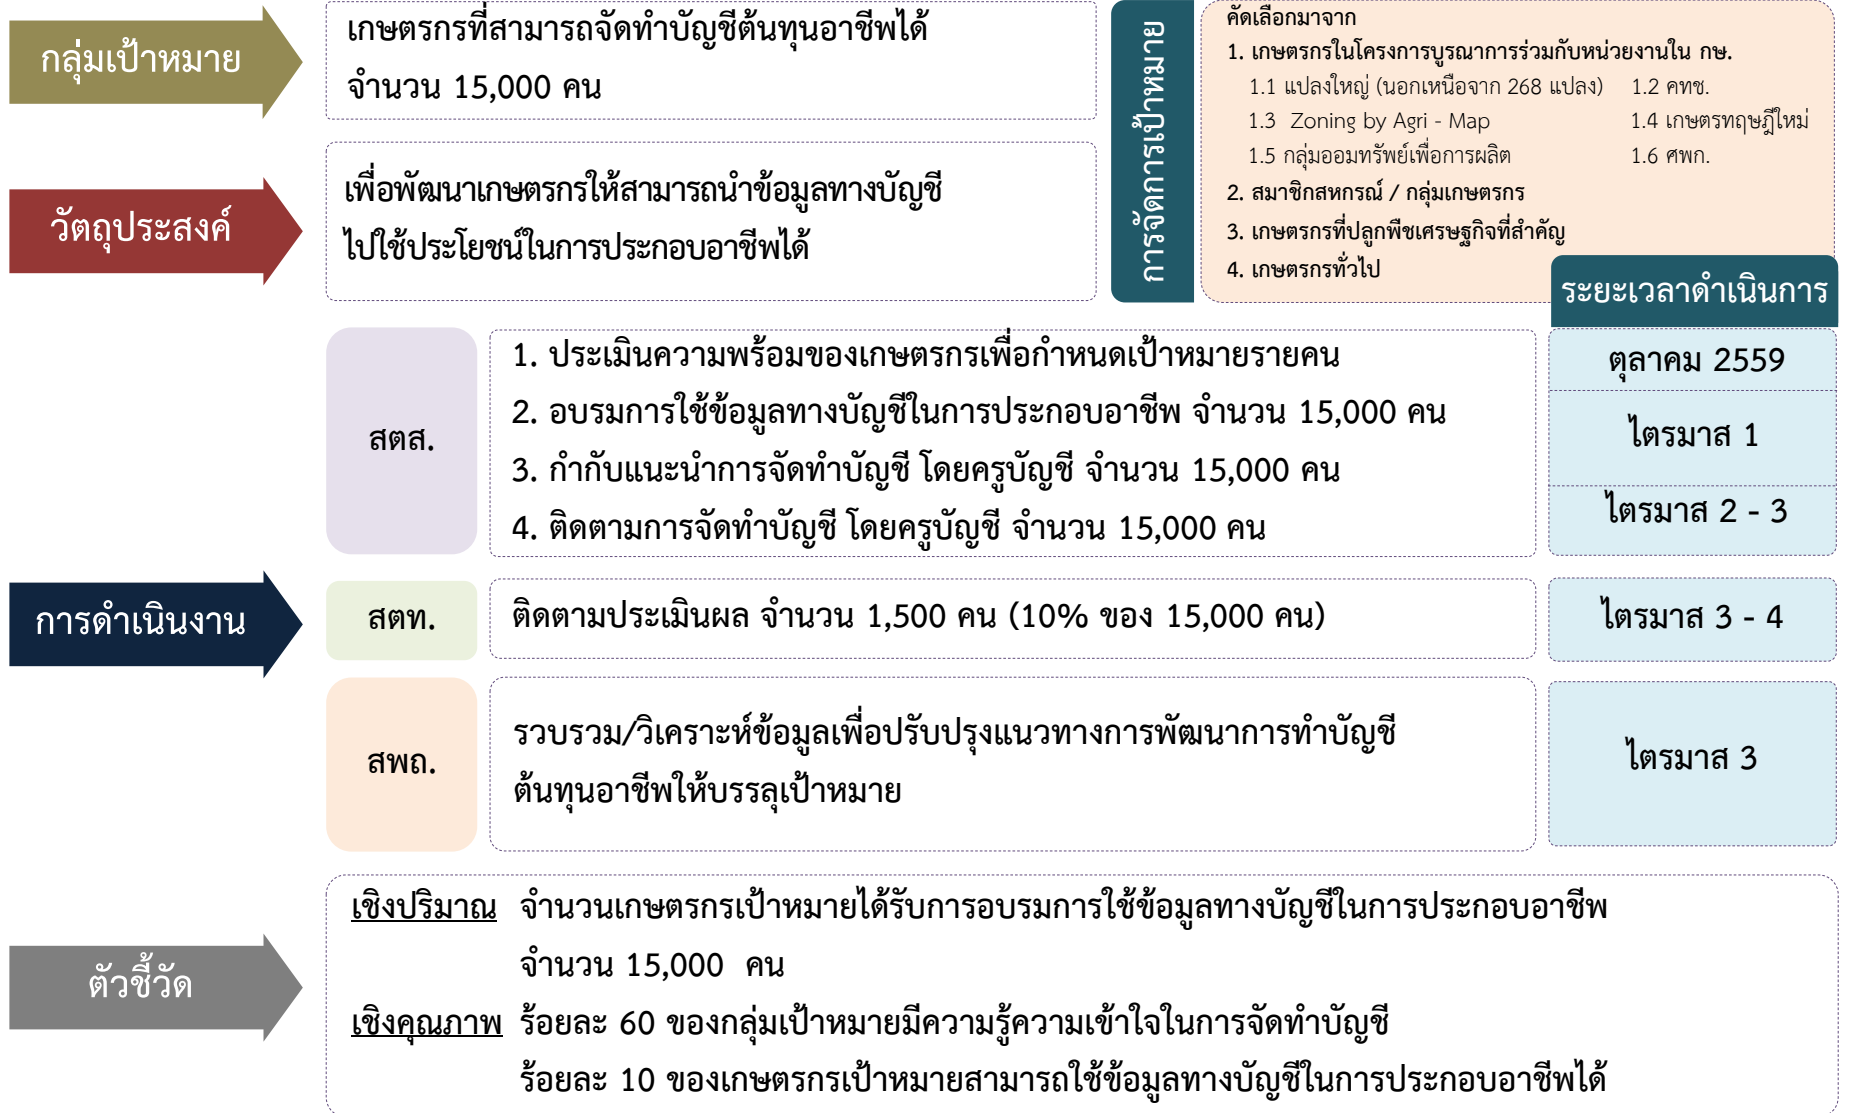 กลุ่มเป้าหมาย
เกษตรกรที่สามารถจัดทำบัญชีต้นทุนอาชีพได้
จำนวน 15,000 คน
การจัดการเป้าหมาย
คัดเลือกมาจาก
1. เกษตรกรในโครงการบูรณาการร่วมกับหน่วยงานใน กษ.
1.1 แปลงใหญ่ (นอกเหนือจาก 268 แปลง) 1.2 คทช.
1.3 Zoning by Agri - Map 1.4 เกษตรทฤษฎีใหม่
1.5 กลุ่มออมทรัพย์เพื่อการผลิต 1.6 ศพก.
2. สมาชิกสหกรณ์ / กลุ่มเกษตรกร
3. เกษตรกรที่ปลูกพืชเศรษฐกิจที่สำคัญ
4. เกษตรกรทั่วไป
วัตถุประสงค์
เพื่อพัฒนาเกษตรกรให้สามารถนำข้อมูลทางบัญชี
ไปใช้ประโยชน์ในการประกอบอาชีพได้
ระยะเวลาดำเนินการ
การดำเนินงาน
สตส.
1. ประเมินความพร้อมของเกษตรกรเพื่อกำหนดเป้าหมายรายคน
2. อบรมการใช้ข้อมูลทางบัญชีในการประกอบอาชีพ จำนวน 15,000 คน
3. กำกับแนะนำการจัดทำบัญชี โดยครูบัญชี จำนวน 15,000 คน
4. ติดตามการจัดทำบัญชี โดยครูบัญชี จำนวน 15,000 คน
ตุลาคม 2559
ไตรมาส 1
ไตรมาส 2 - 3
สตท.
ติดตามประเมินผล จำนวน 1,500 คน (10% ของ 15,000 คน)
ไตรมาส 3 - 4
สพถ.
รวบรวม/วิเคราะห์ข้อมูลเพื่อปรับปรุงแนวทางการพัฒนาการทำบัญชี
ต้นทุนอาชีพให้บรรลุเป้าหมาย
ไตรมาส 3
ตัวชี้วัด
เชิงปริมาณ จำนวนเกษตรกรเป้าหมายได้รับการอบรมการใช้ข้อมูลทางบัญชีในการประกอบอาชีพ
จำนวน 15,000 คน
เชิงคุณภาพ ร้อยละ 60 ของกลุ่มเป้าหมายมีความรู้ความเข้าใจในการจัดทำบัญชี
ร้อยละ 10 ของเกษตรกรเป้าหมายสามารถใช้ข้อมูลทางบัญชีในการประกอบอาชีพได้